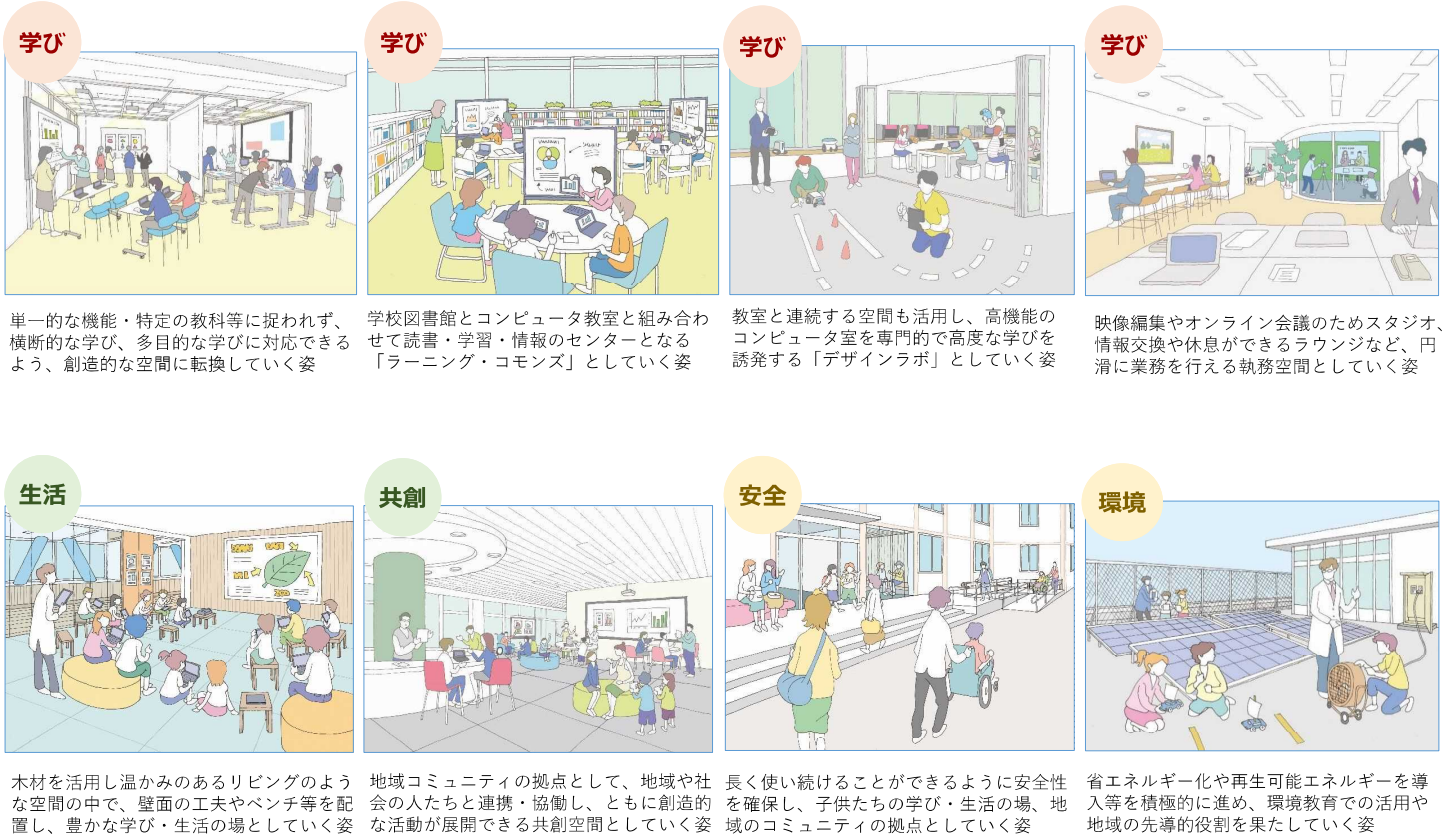 学び
単一的な機能・特定の教科等に捉われず、
横断的な学び、多目的な学びに対応できる
よう、創造的な空間に転換していく姿
学び
学校図書館とコンピュータ教室と組み合わ
せて読書・学習・情報のセンターとなる
「ラーニング・コモンズ」としていく姿
学び
教室と連続する空間も活用し、高機能の
コンピュータ室を専門的で高度な学びを
誘発する「デザインラボ」としていく姿
学び
映像編集やオンライン会議のためスタジオ、
情報交換や休息ができるラウンジなど、円
滑に業務を行える執務空間としていく姿
生活
木材を活用し温かみのあるリビングのよう
な空間の中で、壁面の工夫やベンチ等を配
置し、豊かな学び・生活の場としていく姿
共創
地域コミュニティの拠点として、地域や社
会の人たちと連携・協働し、ともに創造的
な活動が展開できる共創空間としていく姿
安全
長く使い続けることができるように安全性
を確保し、子供たちの学び・生活の場、地
域のコミュニティの拠点としていく姿
環境
省エネルギー化や再生可能エネルギーを導
入等を積極的に進め、環境教育での活用や
地域の先導的役割を果たしていく姿